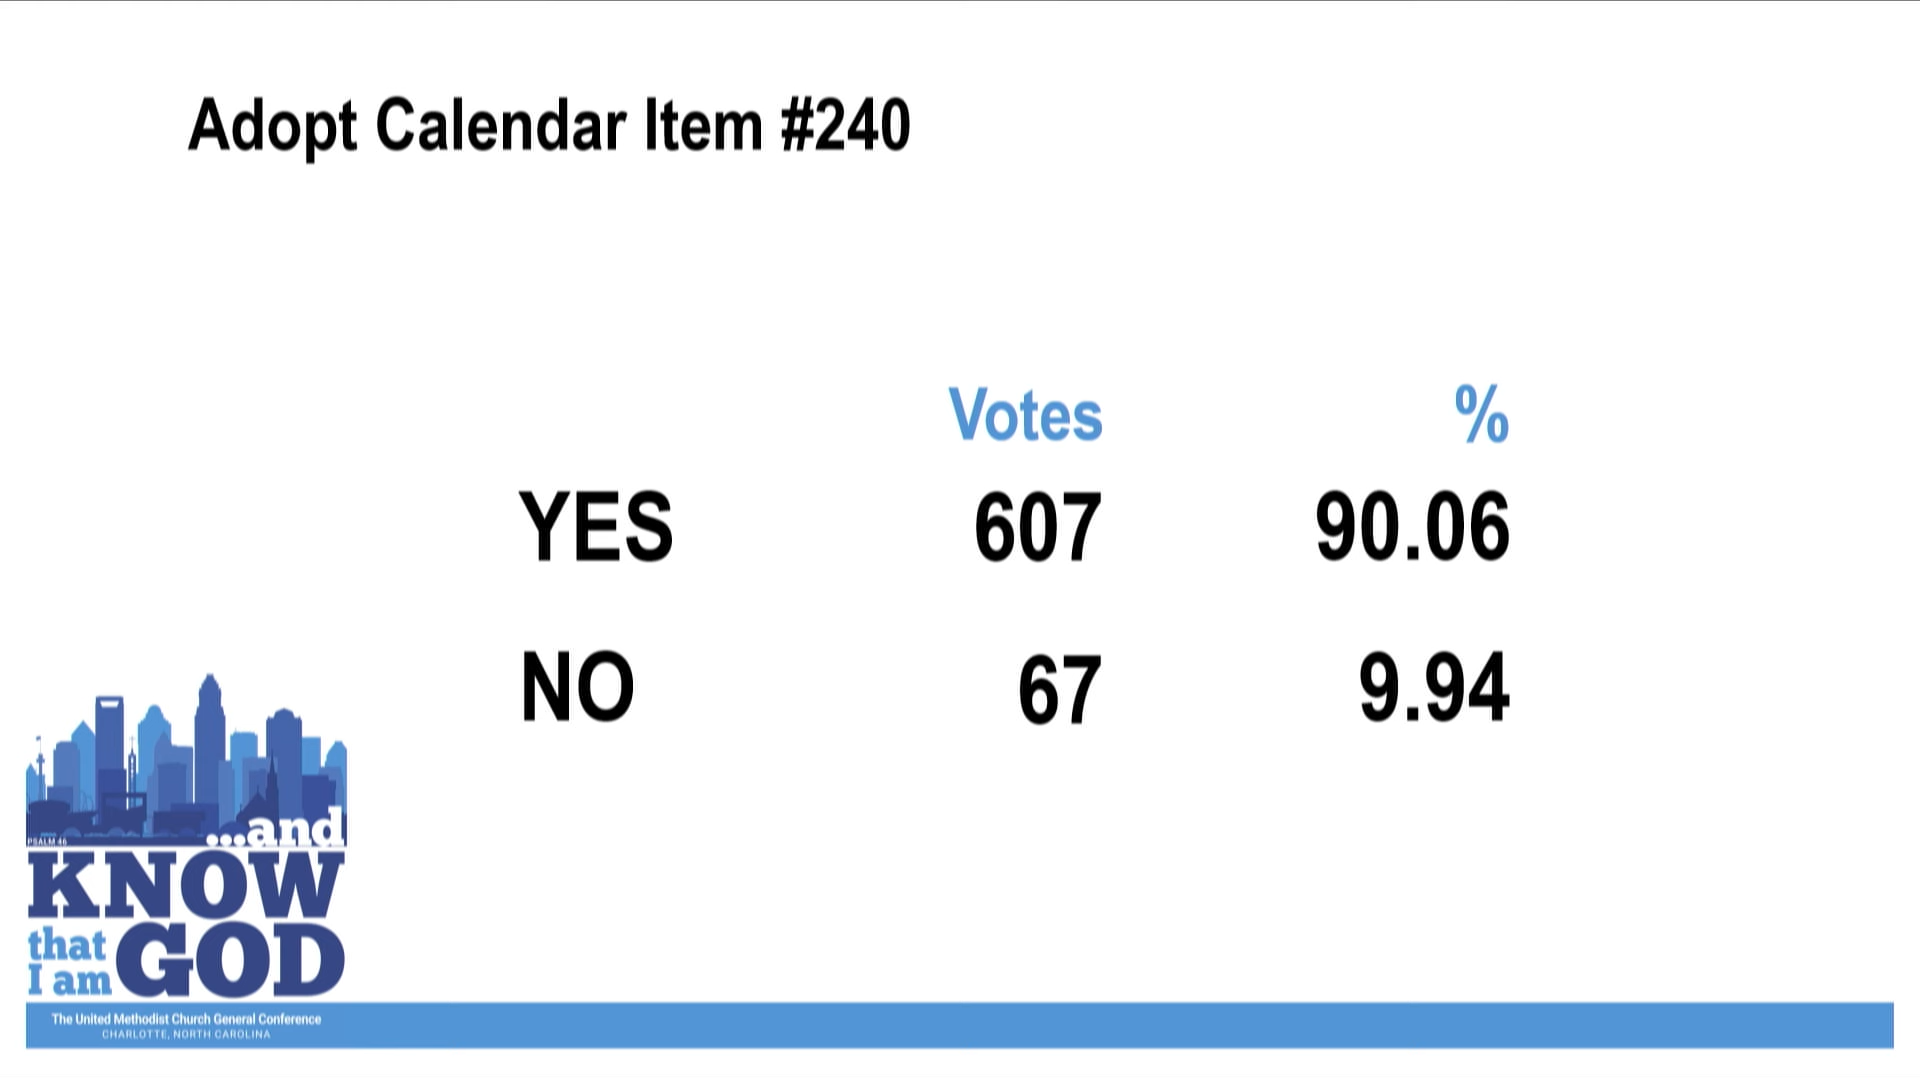 Adopt Calendar Item #240
Votes %
YES 607 90.06
NO 67 9.94
PSALM 46
...and
KNOW
that
I am
GOD
The United Methodist Church General Conference
CHARLOTTE, NORTH CAROLINA